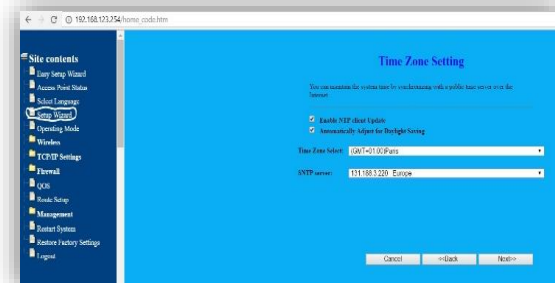 192.168.123.254/home_code.htm
Site contents
Easy Setup Wizard
Access Point Status
Select Language
Setup Wizard
Operating Mode
Wireless
TCP/IP Settings
Firewall
QOS
Route Setup
Management
Restart System
Restore Factory Settings
Logout
Time Zone Setting
You can maintain the system time by synchronizing with a public time server over the
Internet.
Enable NTP client Update
Automatically Adjust for Daylight Saving
Time Zone Select: (GMT+01:00)Paris
SNTP server: 131.188.3.220 Europe
Cancel <<Back Next>>